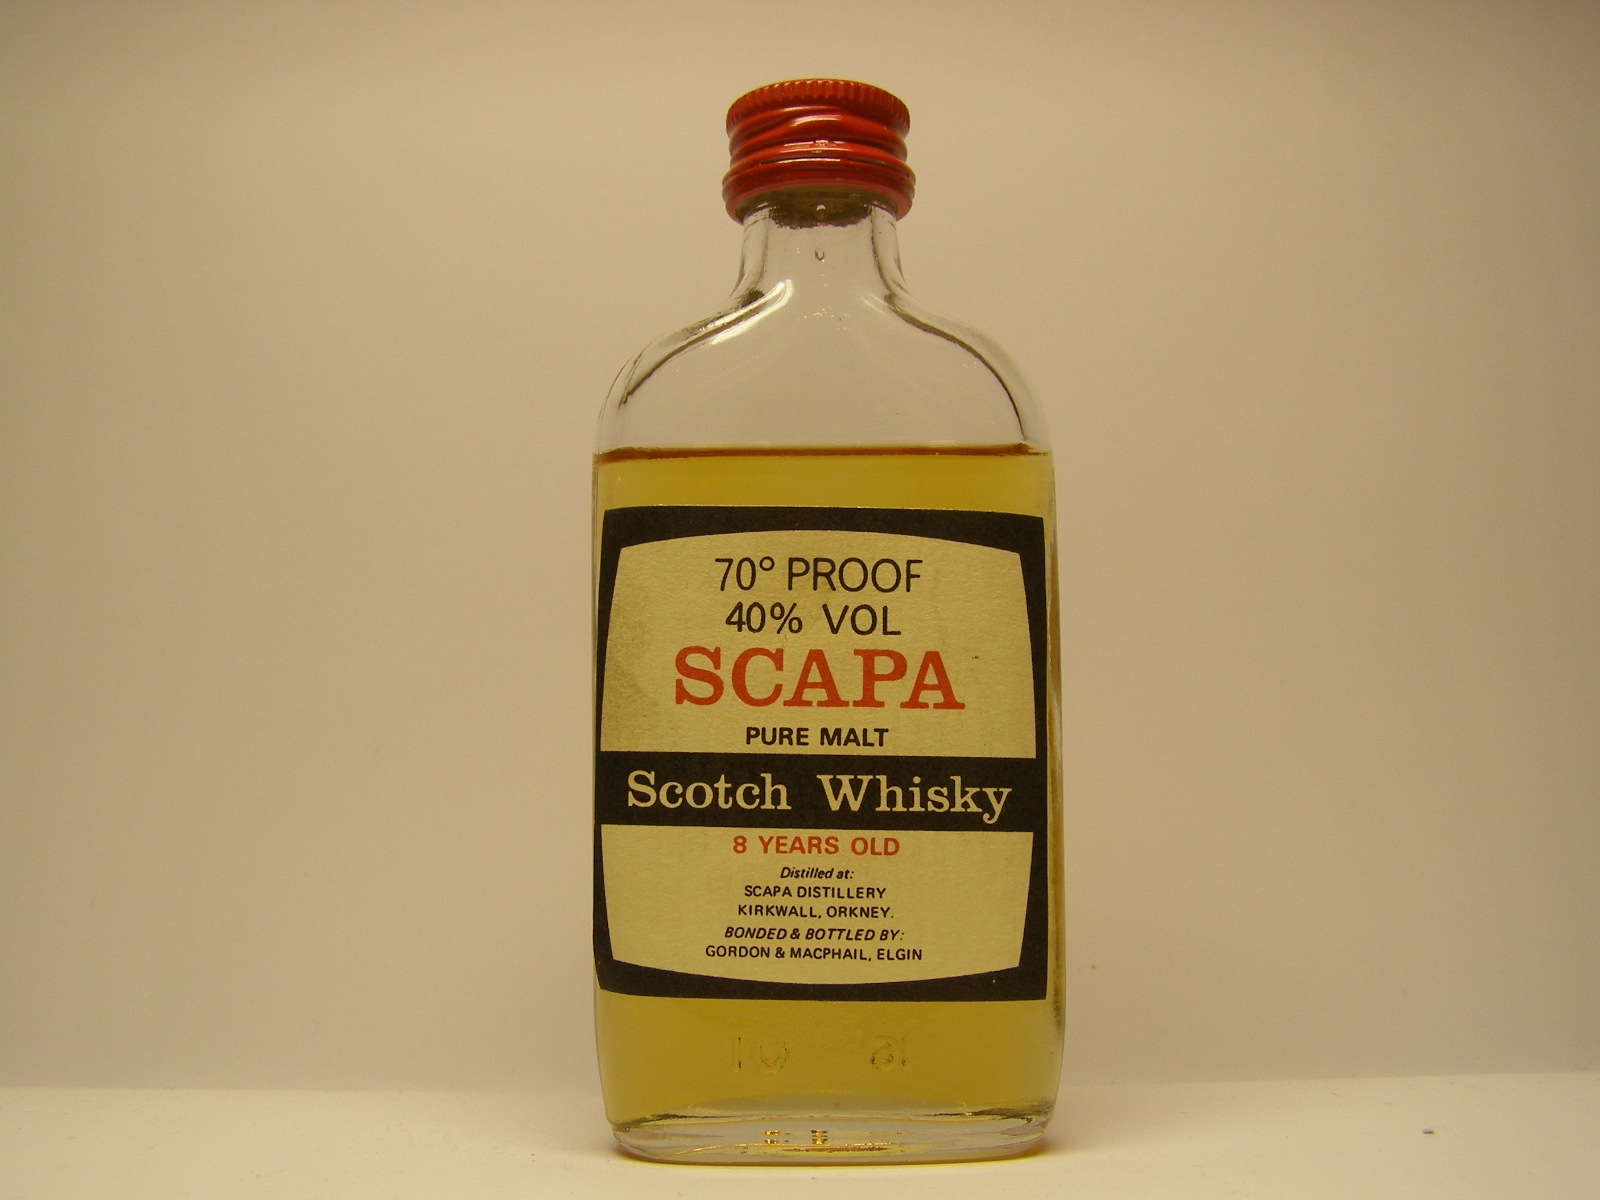 70° PROOF
40% VOL
SCAPA
PURE MALT
Scotch Whisky
8 YEARS OLD
Distilled at:
SCAPA DISTILLERY
KIRKWALL, ORKNEY.
BONDED & BOTTLED BY:
GORDON & MACPHAIL, ELGIN